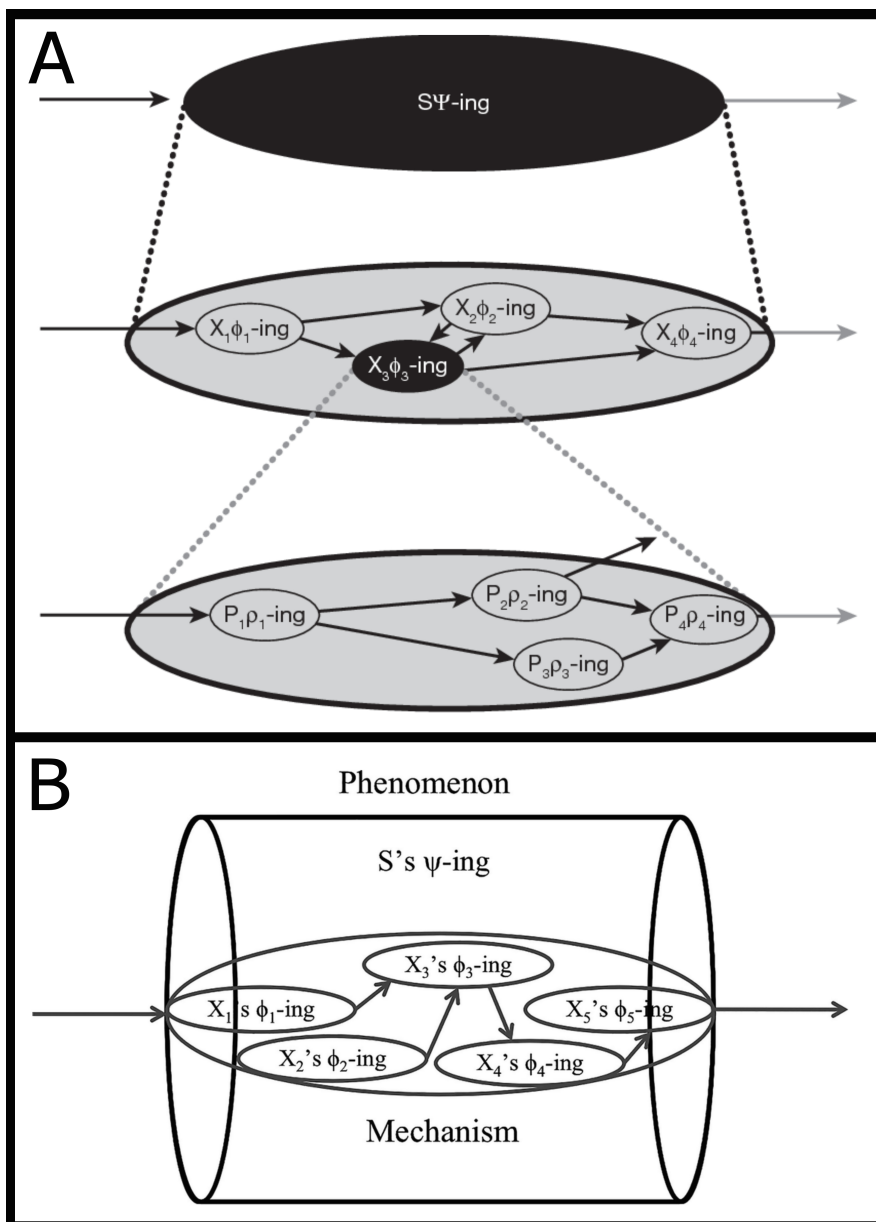 A
SΨ-ing
X₁ϕ₁-ing
X₂ϕ₂-ing
X₃ϕ₃-ing
X₄ϕ₄-ing
P₁ρ₁-ing
P₂ρ₂-ing
P₃ρ₃-ing
P₄ρ₄-ing
B
Phenomenon
S's ψ-ing
X₃'s ϕ₃-ing
X₁'s ϕ₁-ing
X₅'s ϕ₅-ing
X₂'s ϕ₂-ing
X₄'s ϕ₄-ing
Mechanism